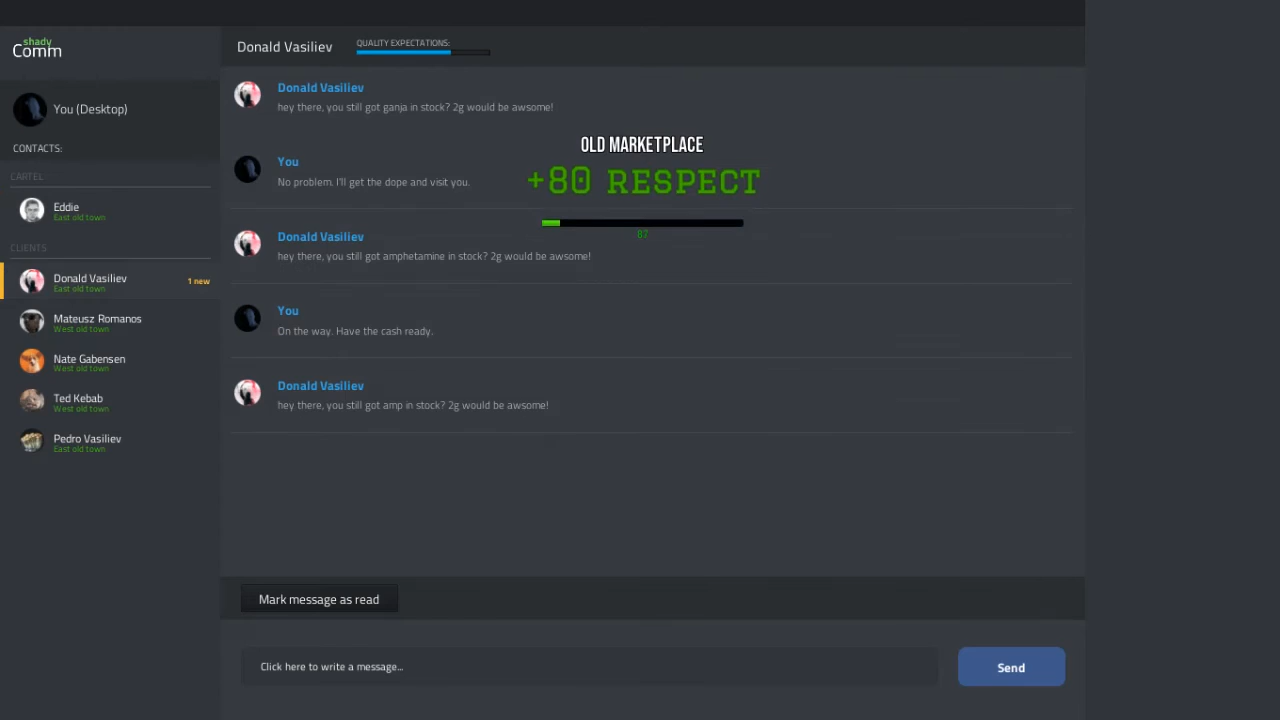 shady
Comm
You (Desktop)
CONTACTS:
CARTEL
Eddie
East old town
CLIENTS
Donald Vasiliev
East old town
1 new
Mateusz Romanos
West old town
Nate Gabensen
West old town
Ted Kebab
West old town
Pedro Vasiliev
East old town
Donald Vasiliev
QUALITY EXPECTATIONS:
Donald Vasiliev
hey there, you still got ganja in stock? 2g would be awsome!
OLD MARKETPLACE
+80 RESPECT
87
You
No problem. I'll get the dope and visit you.
Donald Vasiliev
hey there, you still got amphetamine in stock? 2g would be awsome!
You
On the way. Have the cash ready.
Donald Vasiliev
hey there, you still got amp in stock? 2g would be awsome!
Mark message as read
Click here to write a message...
Send